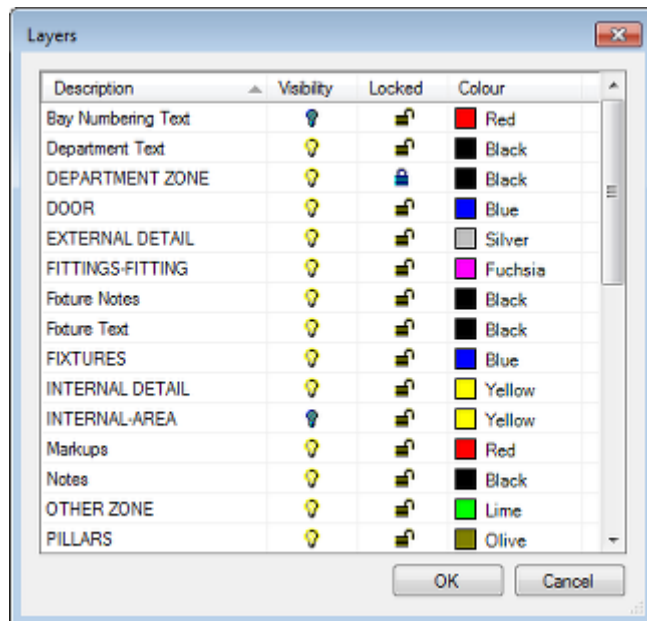 Layers
Description Visibility Locked Colour
Bay Numbering Text Red
Department Text Black
DEPARTMENT ZONE Black
DOOR Blue
EXTERNAL DETAIL Silver
FITTINGS-FITTING Fuchsia
Fixture Notes Black
Fixture Text Black
FIXTURES Blue
INTERNAL DETAIL Yellow
INTERNAL-AREA Yellow
Markups Red
Notes Black
OTHER ZONE Lime
PILLARS Olive
OK Cancel